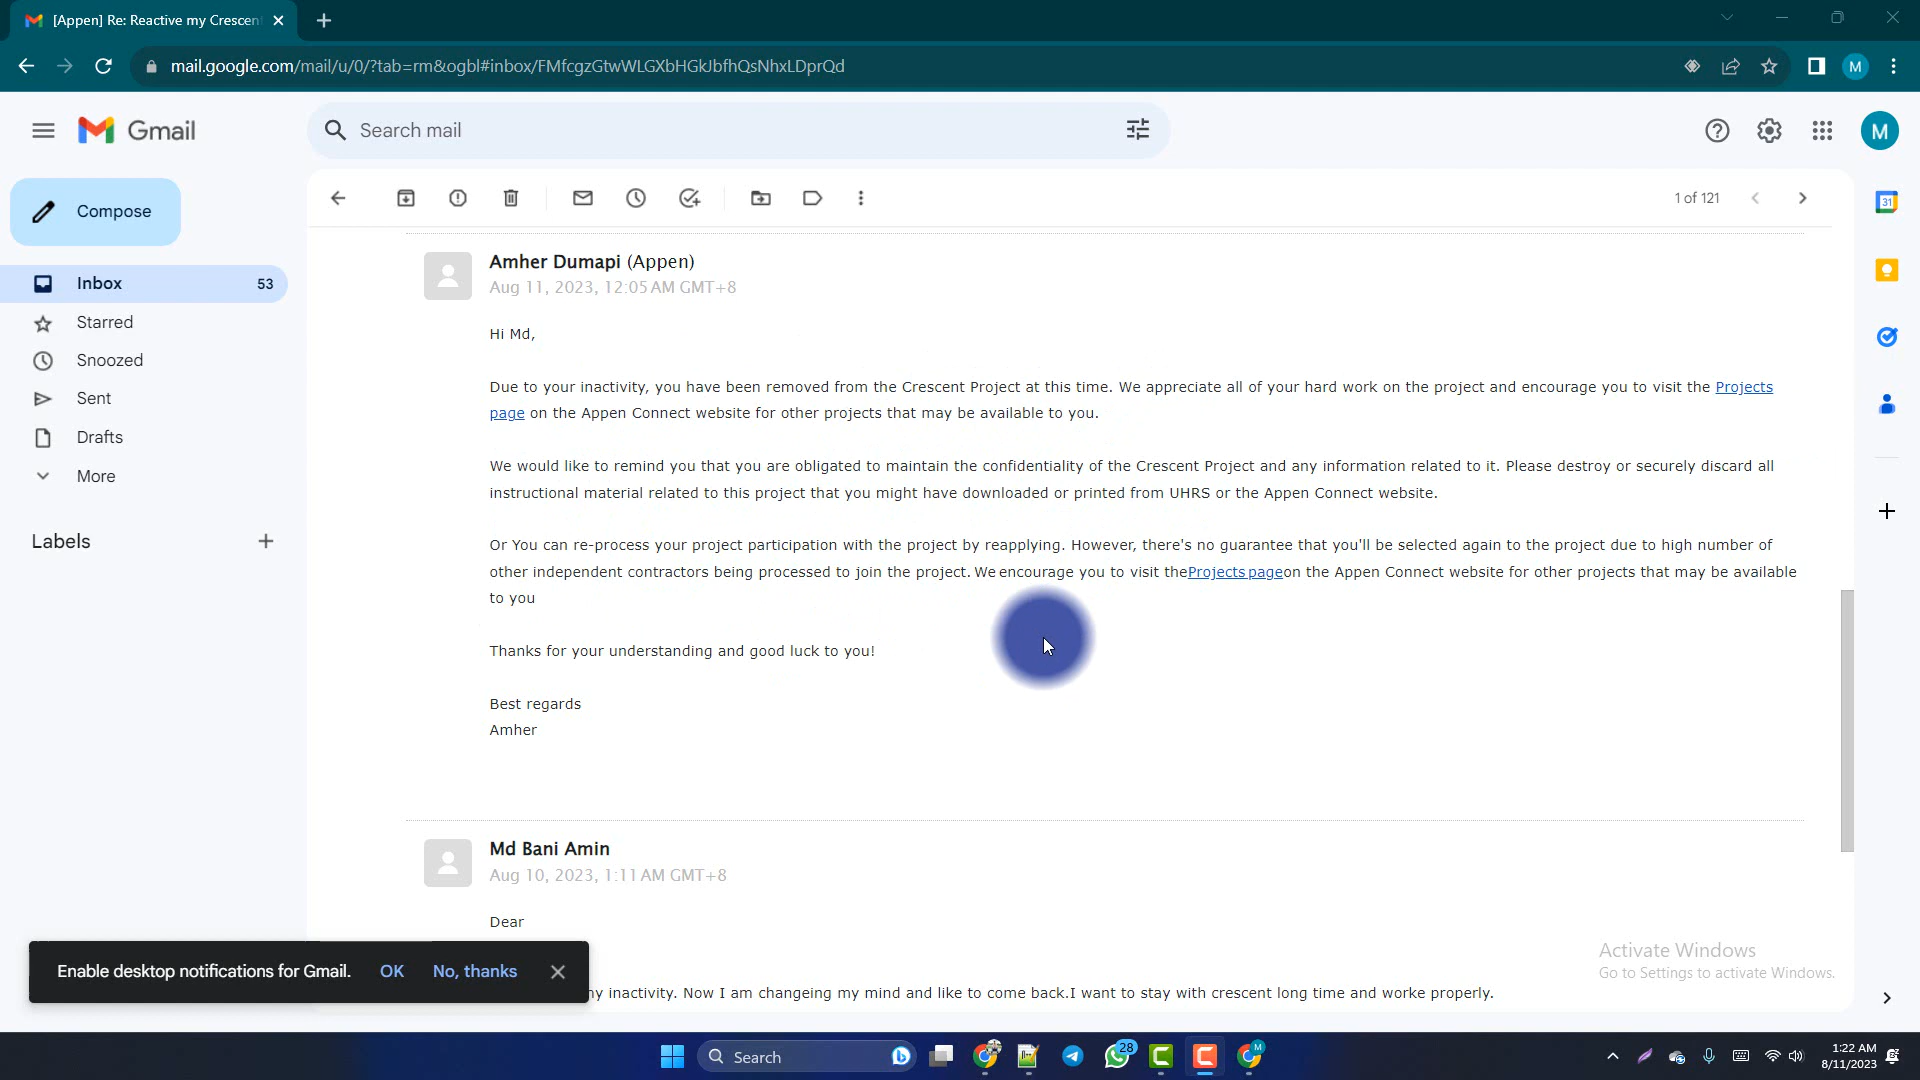 [Appen] Re: Reactive my Crescen
mail.google.com/mail/u/0/?tab=rm&ogbl#inbox/FMfcgzGtwWLGXbHGkJbfhQsNhxLDprQd
M
Gmail
Search mail
M
Compose
1 of 121
31
Inbox 53
Starred
Snoozed
Sent
Drafts
More
Labels
Amher Dumapi (Appen)
Aug 11, 2023, 12:05 AM GMT+8
Hi Md,
Due to your inactivity, you have been removed from the Crescent Project at this time. We appreciate all of your hard work on the project and encourage you to visit the Projects
page on the Appen Connect website for other projects that may be available to you.
We would like to remind you that you are obligated to maintain the confidentiality of the Crescent Project and any information related to it. Please destroy or securely discard all
instructional material related to this project that you might have downloaded or printed from UHRS or the Appen Connect website.
Or You can re-process your project participation with the project by reapplying. However, there's no guarantee that you'll be selected again to the project due to high number of
other independent contractors being processed to join the project. We encourage you to visit theProjects pageon the Appen Connect website for other projects that may be available
to you
Thanks for your understanding and good luck to you!
Best regards
Amher
Md Bani Amin
Aug 10, 2023, 1:11 AM GMT+8
Dear
Enable desktop notifications for Gmail. OK No, thanks
ny inactivity. Now I am changeing my mind and like to come back.I want to stay with crescent long time and worke properly.
Activate Windows
Go to Settings to activate Windows.
Search
28
M
1:22 AM
8/11/2023